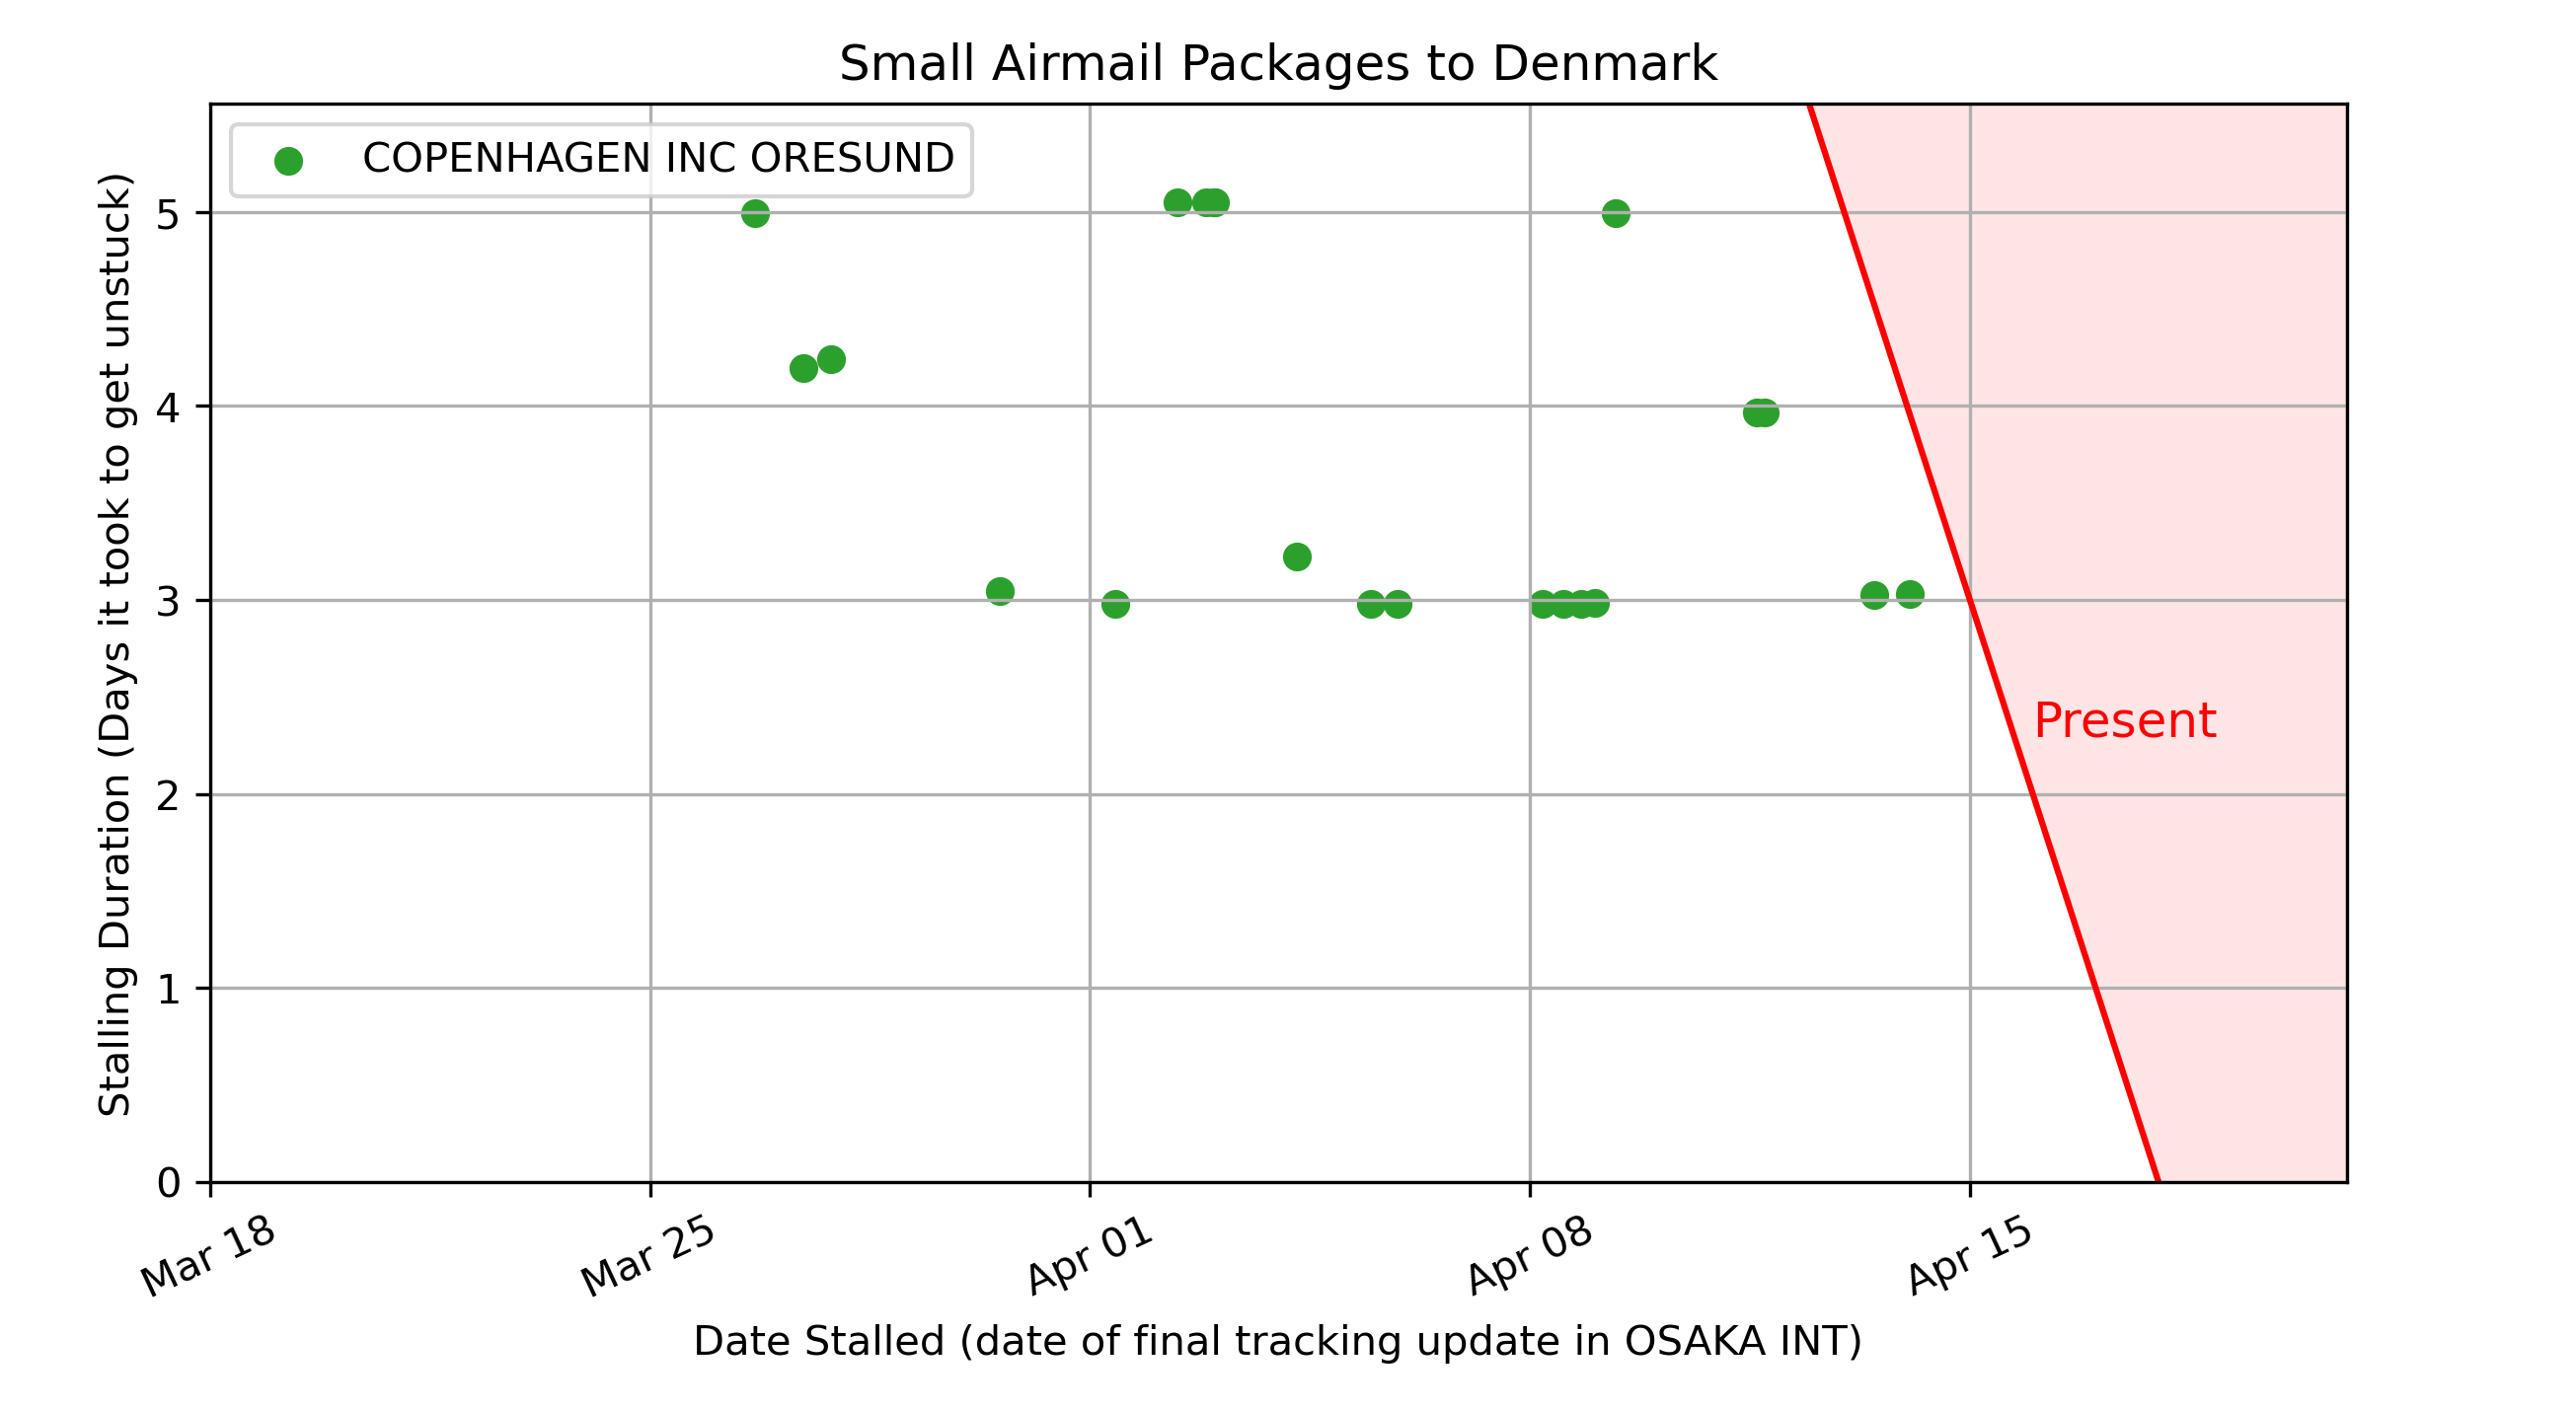 Small Airmail Packages to Denmark
COPENHAGEN INC ORESUND
Stalling Duration (Days it took to get unstuck)
5
4
3
2
1
0
Present
Mar 18
Mar 25
Apr 01
Apr 08
Apr 15
Date Stalled (date of final tracking update in OSAKA INT)